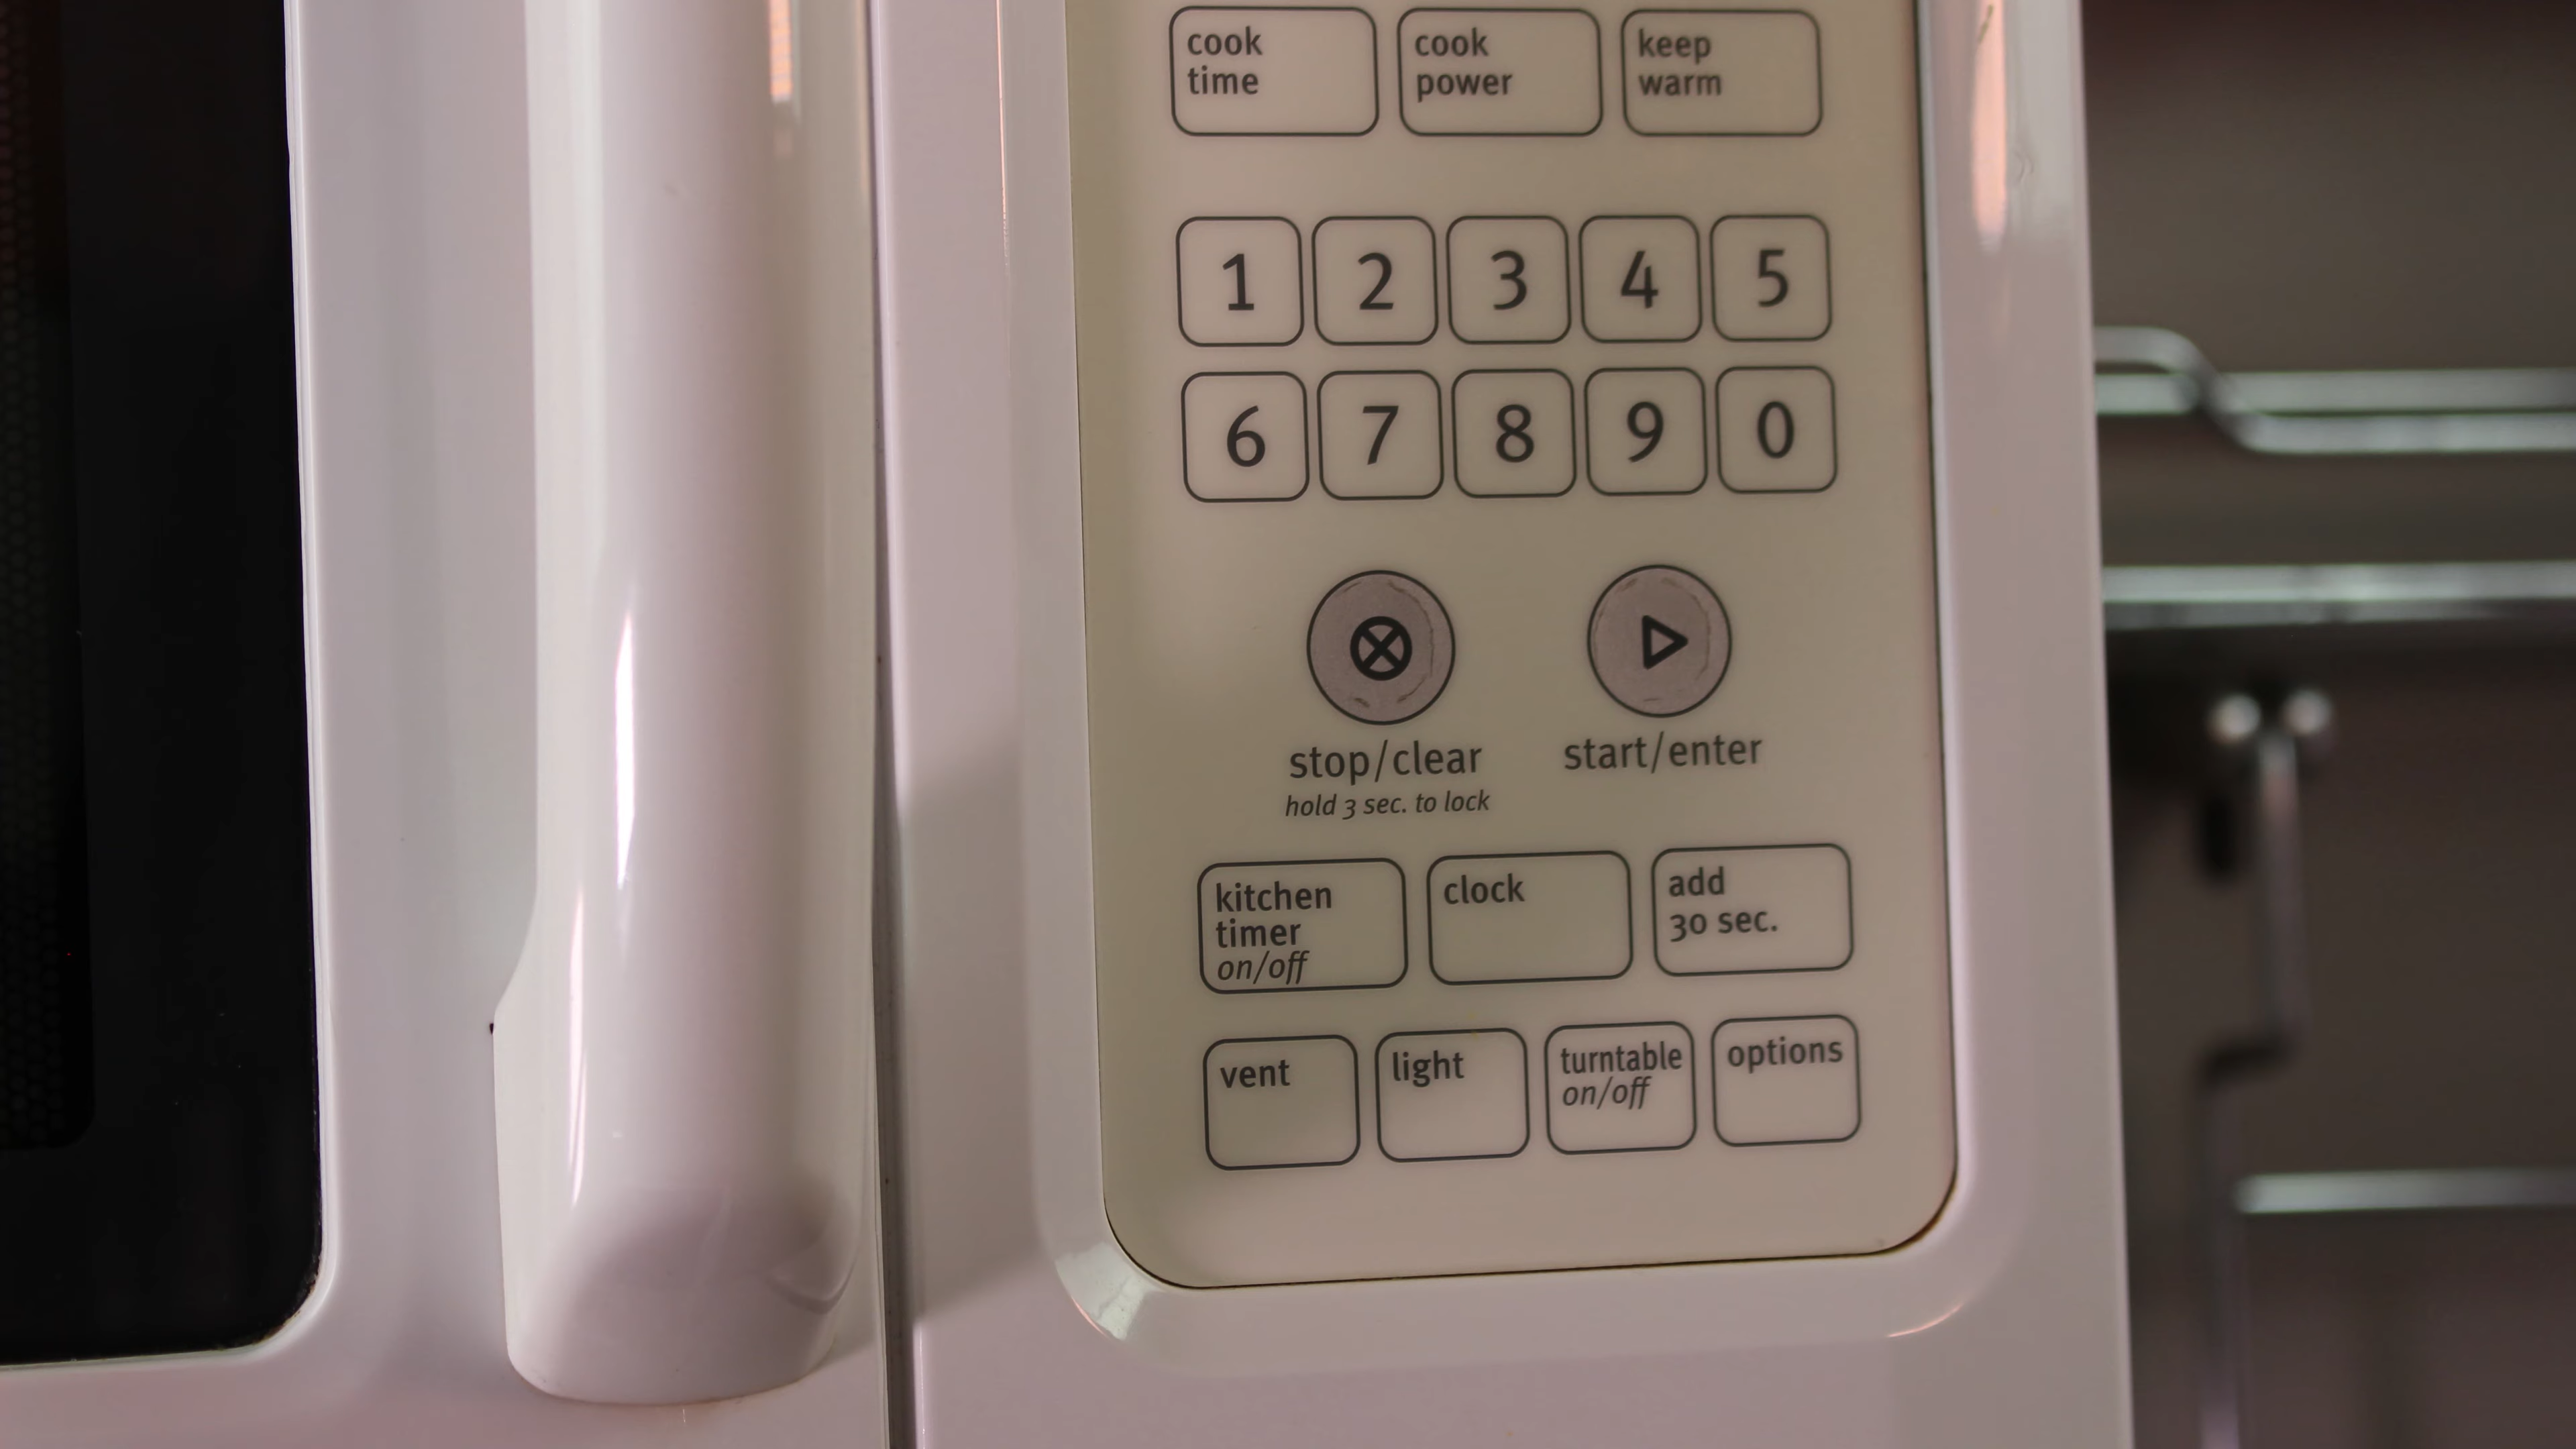 cook
time
cook
power
keep
warm
1 2 3 4 5
6 7 8 9 0
stop/clear
hold 3 sec. to lock
start/enter
kitchen
timer
on/off
clock
add
30 sec.
vent
light
turntable
on/off
options